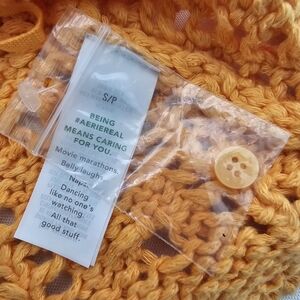 S/P
BEING
#AERIEREAL
MEANS CARING
FOR YOU.
Movie marathons.
Belly laughs.
Naps.
Dancing
like no one's
watching.
All that
good stuff.